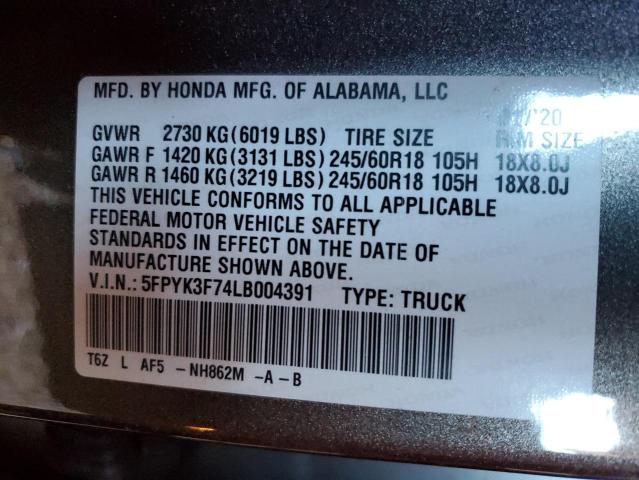 MFD. BY HONDA MFG. OF ALABAMA, LLC
/'20
GVWR 2730 KG(6019 LBS) TIRE SIZE RIM SIZE
GAWR F 1420 KG(3131 LBS) 245/60R18 105H 18X8.0J
GAWR R 1460 KG(3219 LBS) 245/60R18 105H 18X8.0J
THIS VEHICLE CONFORMS TO ALL APPLICABLE
FEDERAL MOTOR VEHICLE SAFETY
STANDARDS IN EFFECT ON THE DATE OF
MANUFACTURE SHOWN ABOVE.
V.I.N.: 5FPYK3F74LB004391 TYPE: TRUCK
T6Z L AF5 - NH862M -A-B